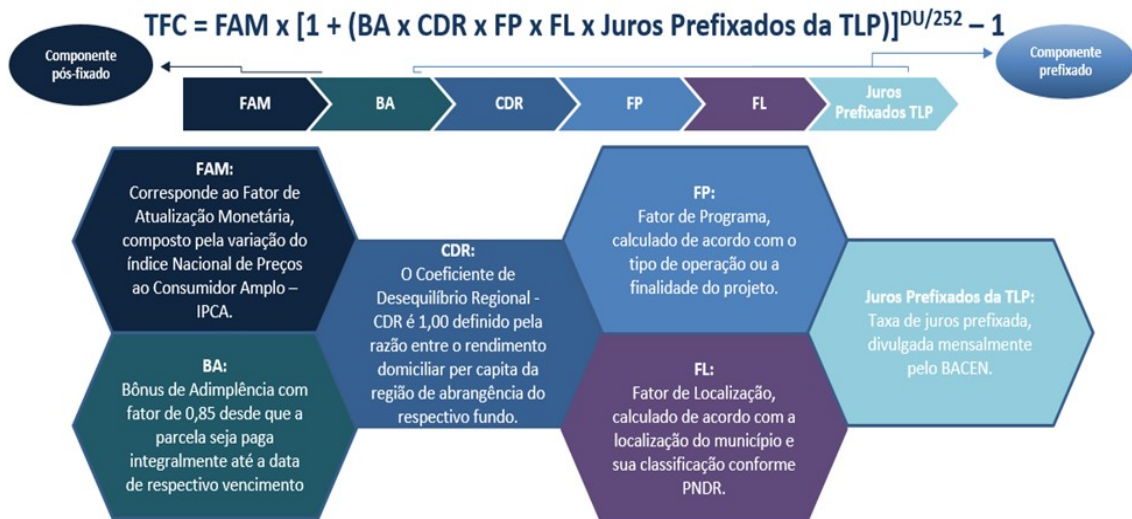 TFC = FAM x [1 + (BA x CDR x FP x FL x Juros Prefixados da TLP)]^DU/252 – 1
Componente
pós-fixado
Componente
prefixado
FAM
BA
CDR
FP
FL
Juros
Prefixados TLP
FAM:
Corresponde ao Fator de
Atualização Monetária,
composto pela variação do
índice Nacional de Preços
ao Consumidor Amplo –
IPCA.
BA:
Bônus de Adimplência com
fator de 0,85 desde que a
parcela seja paga
integralmente até a data
de respectivo vencimento
CDR:
O Coeficiente de
Desequilíbrio Regional -
CDR é 1,00 definido pela
razão entre o rendimento
domiciliar per capita da
região de abrangência do
respectivo fundo.
FP:
Fator de Programa,
calculado de acordo com o
tipo de operação ou a
finalidade do projeto.
FL:
Fator de Localização,
calculado de acordo com a
localização do município e
sua classificação conforme
PNDR.
Juros Prefixados da TLP:
Taxa de juros prefixada,
divulgada mensalmente
pelo BACEN.